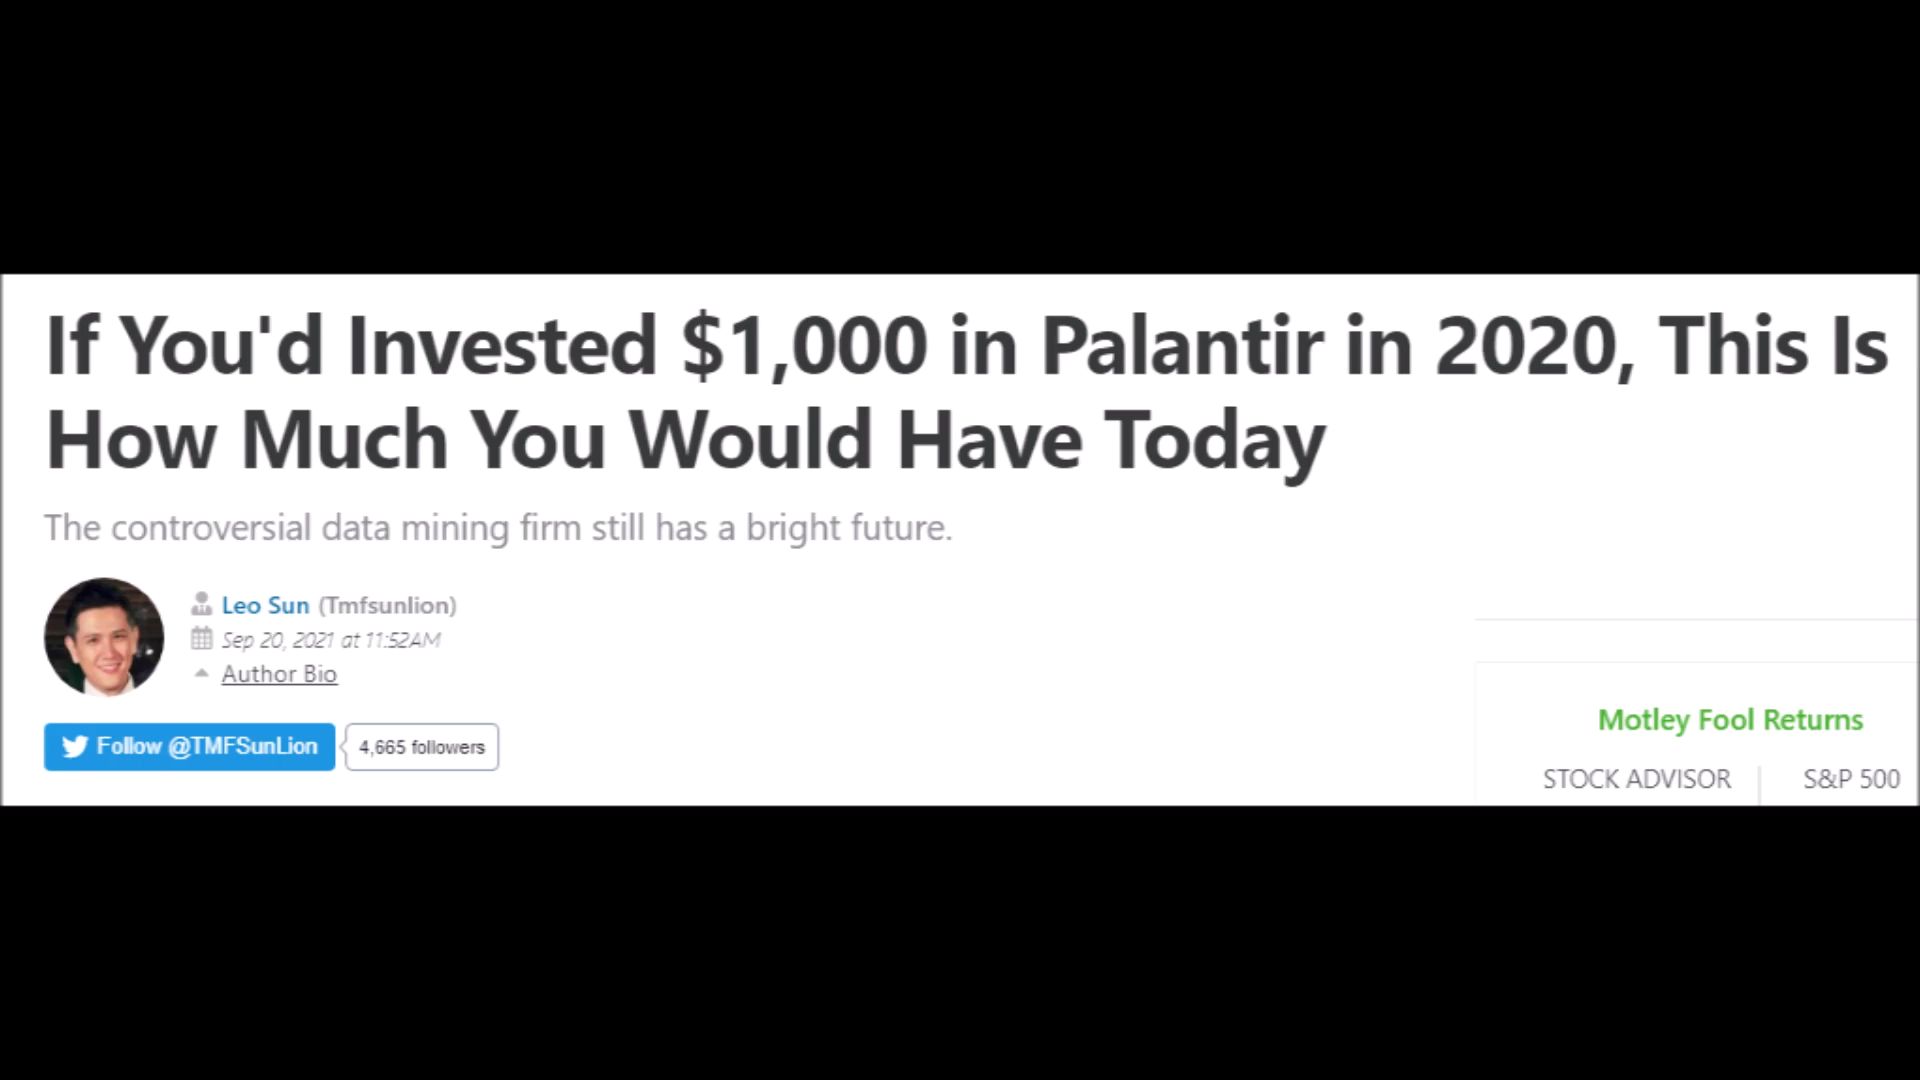 If You'd Invested $1,000 in Palantir in 2020, This Is
How Much You Would Have Today
The controversial data mining firm still has a bright future.
Leo Sun (Tmfsunlion)
Sep 20, 2021 at 11:52AM
Author Bio
Follow @TMFSunLion
4,665 followers
Motley Fool Returns
STOCK ADVISOR
S&P 500